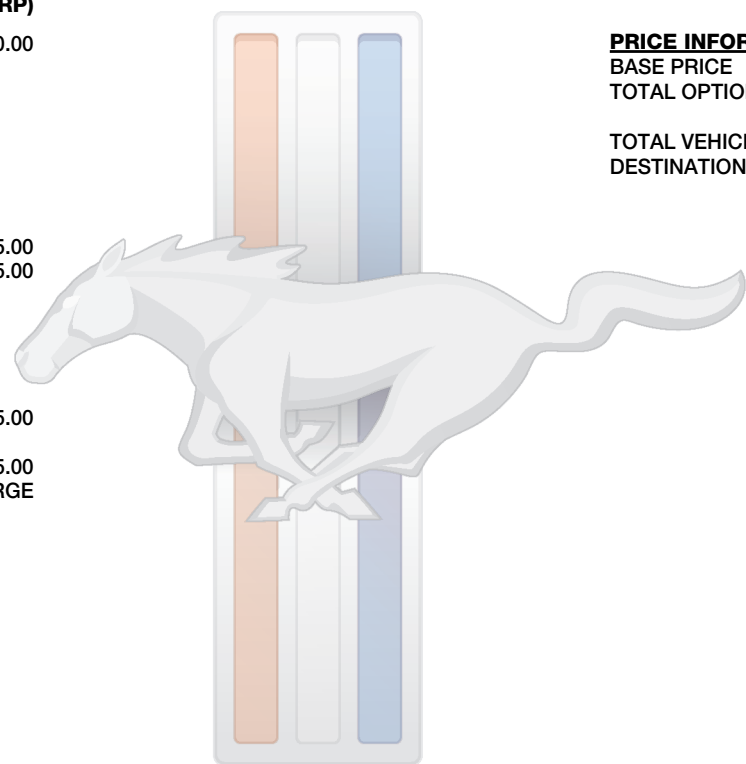 RP)
0.00
5.00
5.00
5.00
5.00
RGE
PRICE INFOR
BASE PRICE
TOTAL OPTIO
TOTAL VEHIC
DESTINATION